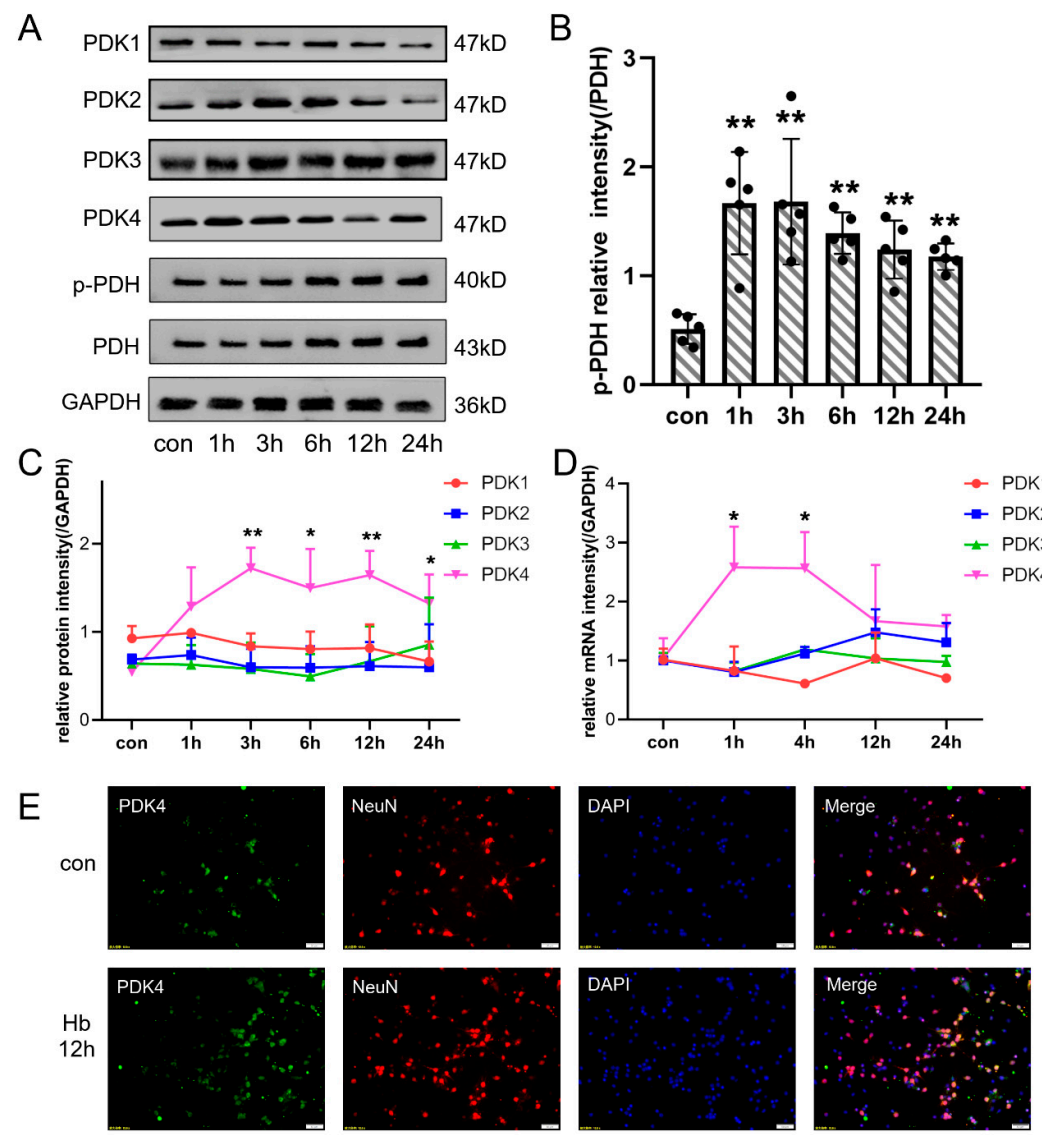 A
PDK1
47kD
PDK2
47kD
PDK3
47kD
PDK4
47kD
p-PDH
40kD
PDH
43kD
GAPDH
36kD
con 1h 3h 6h 12h 24h
B
p-PDH relative intensity(/PDH)
3
2
1
0
** ** ** ** **
con 1h 3h 6h 12h 24h
C
relative protein intensity(/GAPDH)
2
1
0
** * ** *
con 1h 3h 6h 12h 24h
PDK1
PDK2
PDK3
PDK4
D
relative mRNA intensity(/GAPDH)
4
3
2
1
0
* *
con 1h 4h 12h 24h
PDK
PDK2
PDK3
PDK4
E
PDK4 NeuN DAPI Merge
con
PDK4 NeuN DAPI Merge
Hb
12h